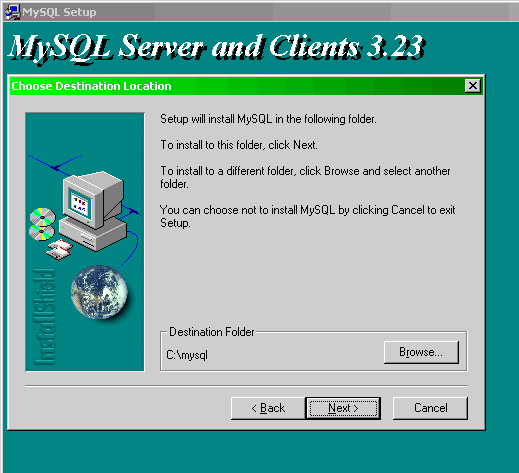 MySQL Setup
MySQL Server and Clients 3.23
Choose Destination Location
Setup will install MySQL in the following folder.
To install to this folder, click Next.
To install to a different folder, click Browse and select another
folder.
You can choose not to install MySQL by clicking Cancel to exit
Setup.
InstallShield
Destination Folder
C:\mysql
Browse...
< Back
Next >
Cancel